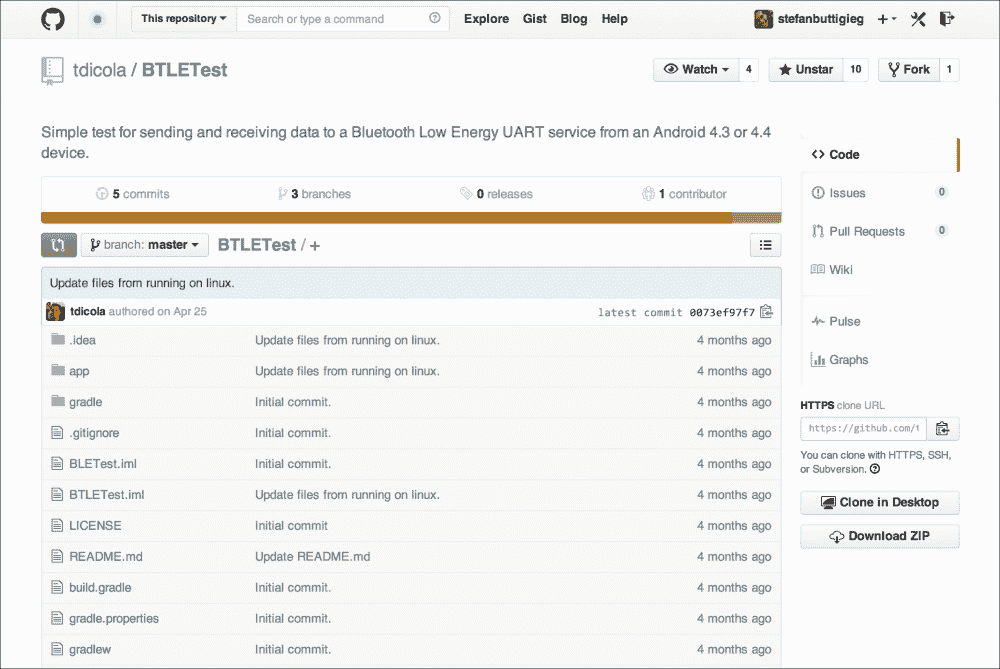 This repository Search or type a command Explore Gist Blog Help stefanbuttigieg
tdicola / BTLETest Watch 4 Unstar 10 Fork 1
Simple test for sending and receiving data to a Bluetooth Low Energy UART service from an Android 4.3 or 4.4
device.
5 commits 3 branches 0 releases 1 contributor
branch: master BTLETest / +
Update files from running on linux.
tdicola authored on Apr 25 latest commit 0073ef97f7
.idea Update files from running on linux. 4 months ago
app Update files from running on linux. 4 months ago
gradle Initial commit. 4 months ago
.gitignore Initial commit. 4 months ago
BLETest.iml Initial commit. 4 months ago
BTLETest.iml Update files from running on linux. 4 months ago
LICENSE Initial commit 4 months ago
README.md Update README.md 4 months ago
build.gradle Initial commit. 4 months ago
gradle.properties Initial commit. 4 months ago
gradlew Initial commit. 4 months ago
Code
Issues 0
Pull Requests 0
Wiki
Pulse
Graphs
HTTPS clone URL
https://github.com/t
You can clone with HTTPS, SSH,
or Subversion.
Clone in Desktop
Download ZIP